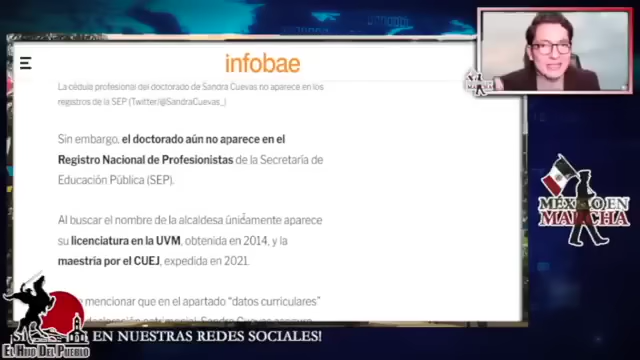 infobae
La cédula profesional del doctorado de Sandra Cuevas no aparece en los
registros de la SEP (Twitter/@SandraCuevas_)
Sin embargo, el doctorado aún no aparece en el
Registro Nacional de Profesionistas de la Secretaría de
Educación Pública (SEP).
Al buscar el nombre de la alcaldesa únicamente aparece
su licenciatura en la UVM, obtenida en 2014, y la
maestría por el CUEJ, expedida en 2021.
mencionar que en el apartado "datos curriculares"
Sandra Cuevas
EN NUESTRAS REDES SOCIALES!
El Hijo Del Pueblo
MÉXICO EN
MARCHA